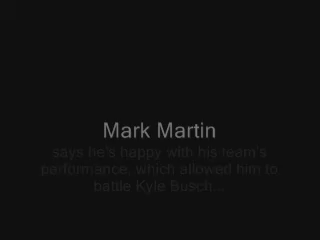 Mark Martin
says he's happy with his team's
performance, which allowed him to
battle Kyle Busch...